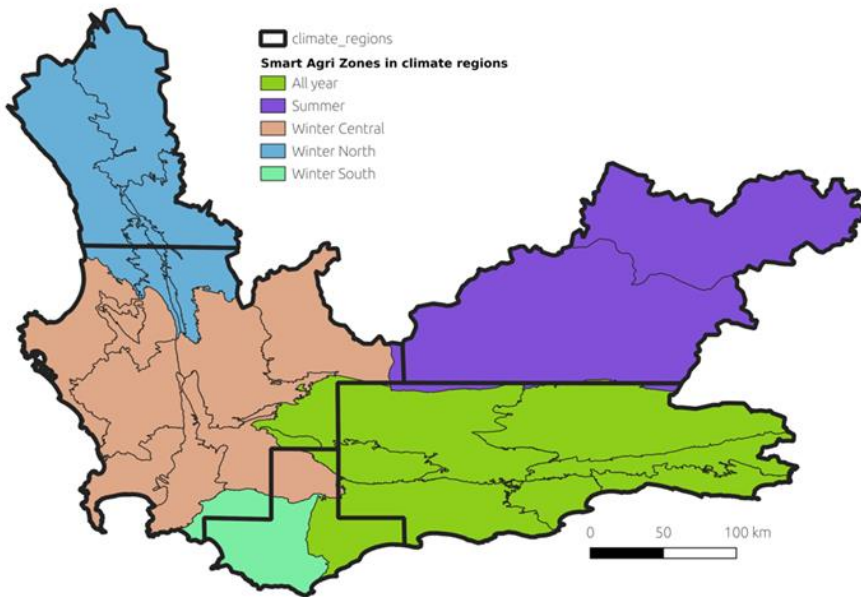 climate_regions
Smart Agri Zones in climate regions
All year
Summer
Winter Central
Winter North
Winter South
0 50 100 km